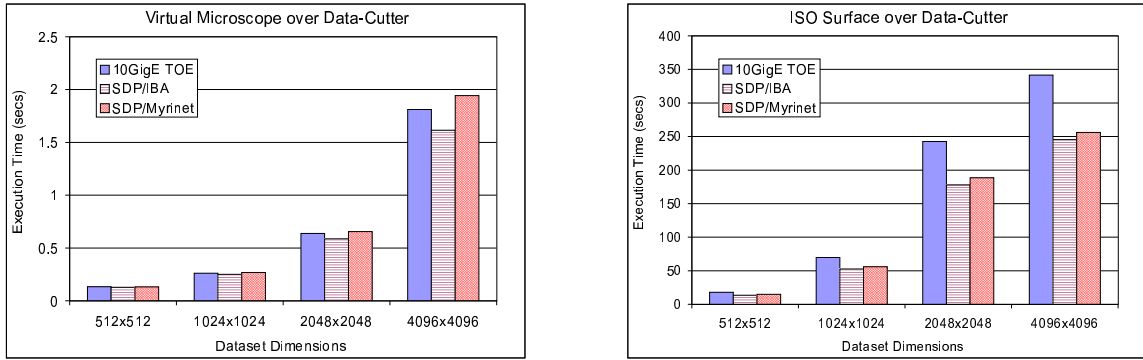 Virtual Microscope over Data-Cutter
2.5
2
1.5
1
0.5
0
Execution Time (secs)
10GigE TOE
SDP/IBA
SDP/Myrinet
512x512
1024x1024
2048x2048
4096x4096
Dataset Dimensions
ISO Surface over Data-Cutter
400
350
300
250
200
150
100
50
0
Execution Time (secs)
10GigE TOE
SDP/IBA
SDP/Myrinet
512x512
1024x1024
2048x2048
4096x4096
Dataset Dimensions